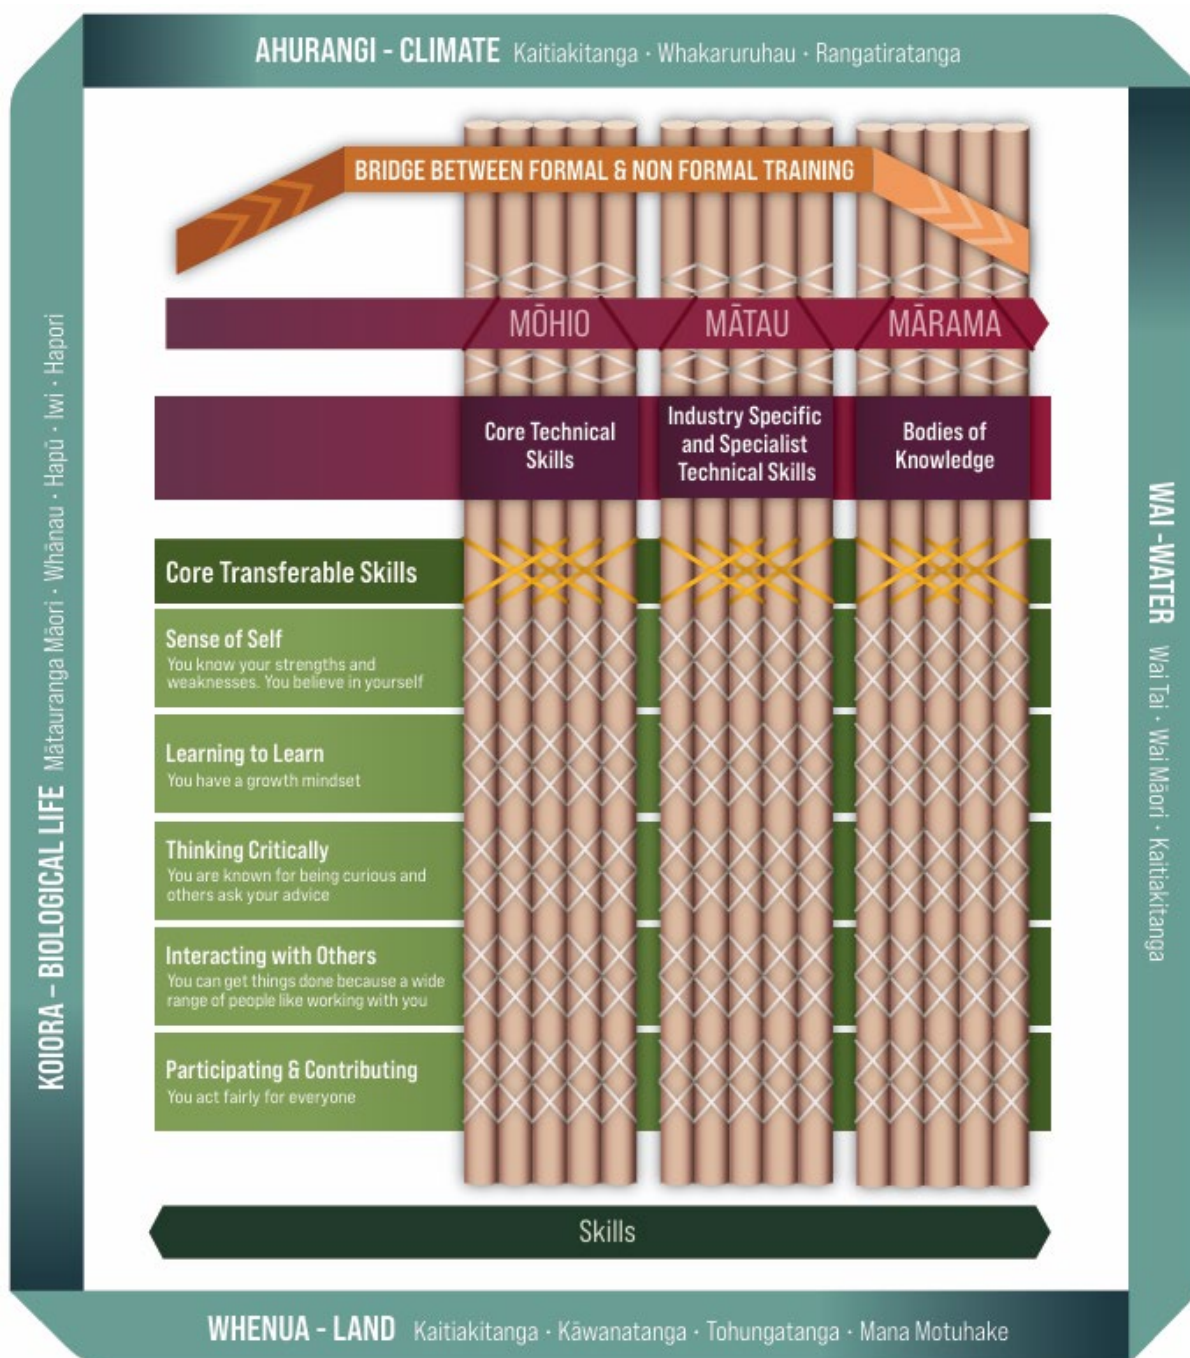 AHURANGI - CLIMATE Kaitiakitanga · Whakaruruhau · Rangatiratanga
BRIDGE BETWEEN FORMAL & NON FORMAL TRAINING
MŌHIO
MĀTAU
MĀRAMA
Core Technical
Skills
Industry Specific
and Specialist
Technical Skills
Bodies of
Knowledge
Core Transferable Skills
Sense of Self
You know your strengths and
weaknesses. You believe in yourself
Learning to Learn
You have a growth mindset
Thinking Critically
You are known for being curious and
others ask your advice
Interacting with Others
You can get things done because a wide
range of people like working with you
Participating & Contributing
You act fairly for everyone
Skills
KOIORA – BIOLOGICAL LIFE Mātauranga Māori · Whānau · Hapū · Iwi · Hapori
WAI -WATER Wai Tai · Wai Māori · Kaitiakitanga
WHENUA - LAND Kaitiakitanga · Kāwanatanga · Tohungatanga · Mana Motuhake